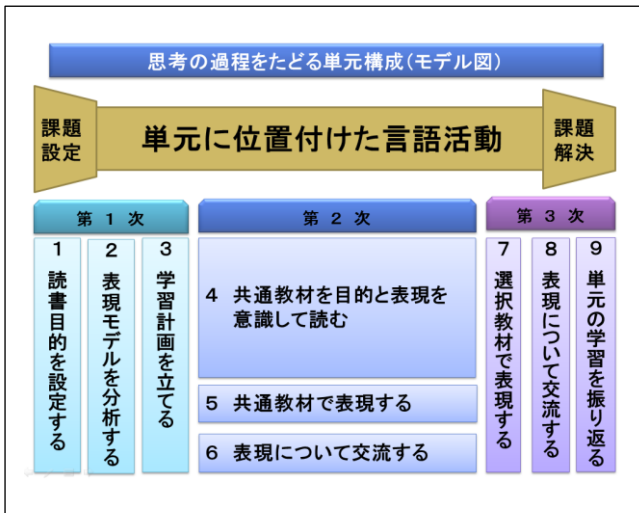 思考の過程をたどる単元構成(モデル図)
課題
設定
単元に位置付けた言語活動
課題
解決
第 1 次
第 2 次
第 3 次
1 読書目的を設定する
2 表現モデルを分析する
3 学習計画を立てる
4 共通教材を目的と表現を
意識して読む
5 共通教材で表現する
6 表現について交流する
7 選択教材で表現する
8 表現について交流する
9 単元の学習を振り返る